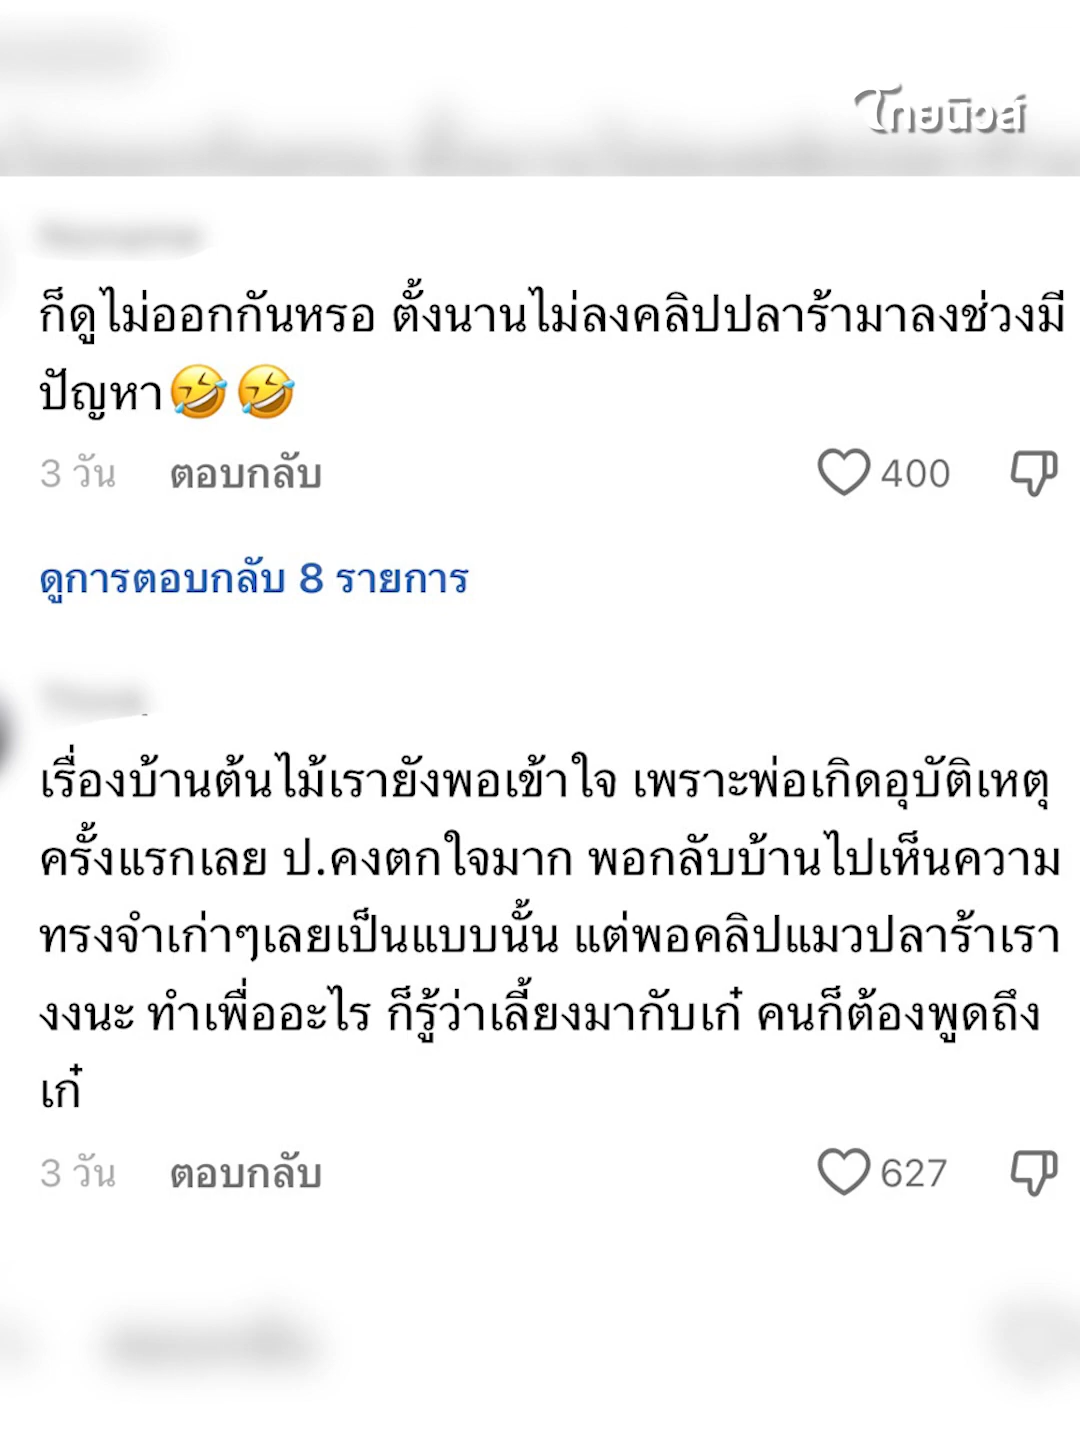 ไทยนิวส์
ก็ดูไม่ออกกันหรอ ตั้งนานไม่ลงคลิปปลาร้ามาลงช่วงมี
ปัญหา🤣🤣
3 วัน ตอบกลับ 400
ดูการตอบกลับ 8 รายการ
เรื่องบ้านต้นไม้เรายังพอเข้าใจ เพราะพ่อเกิดอุบัติเหตุ
ครั้งแรกเลย ป.คงตกใจมาก พอกลับบ้านไปเห็นความ
ทรงจำเก่าๆเลยเป็นแบบนั้น แต่พอคลิปแมวปลาร้าเรา
งงนะ ทำเพื่ออะไร ก็รู้ว่าเลี้ยงมากับเก๋ คนก็ต้องพูดถึง
เก๋
3 วัน ตอบกลับ 627